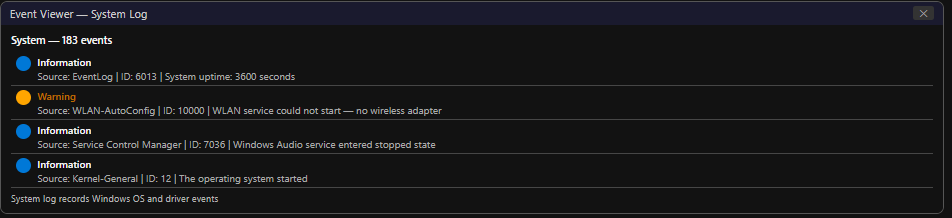 Event Viewer — System Log
System — 183 events
Information
Source: EventLog | ID: 6013 | System uptime: 3600 seconds
Warning
Source: WLAN-AutoConfig | ID: 10000 | WLAN service could not start — no wireless adapter
Information
Source: Service Control Manager | ID: 7036 | Windows Audio service entered stopped state
Information
Source: Kernel-General | ID: 12 | The operating system started
System log records Windows OS and driver events